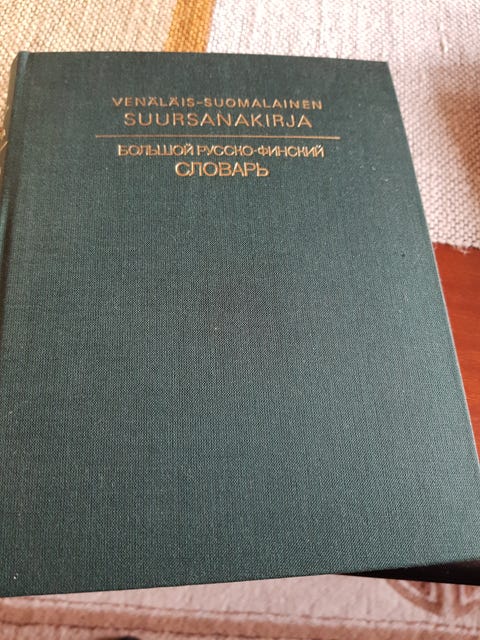 VENÄLÄIS-SUOMALAINEN
SUURSANAKIRJA
БОЛЬШОЙ РУССКО-ФИНСКИЙ
СЛОВАРЬ